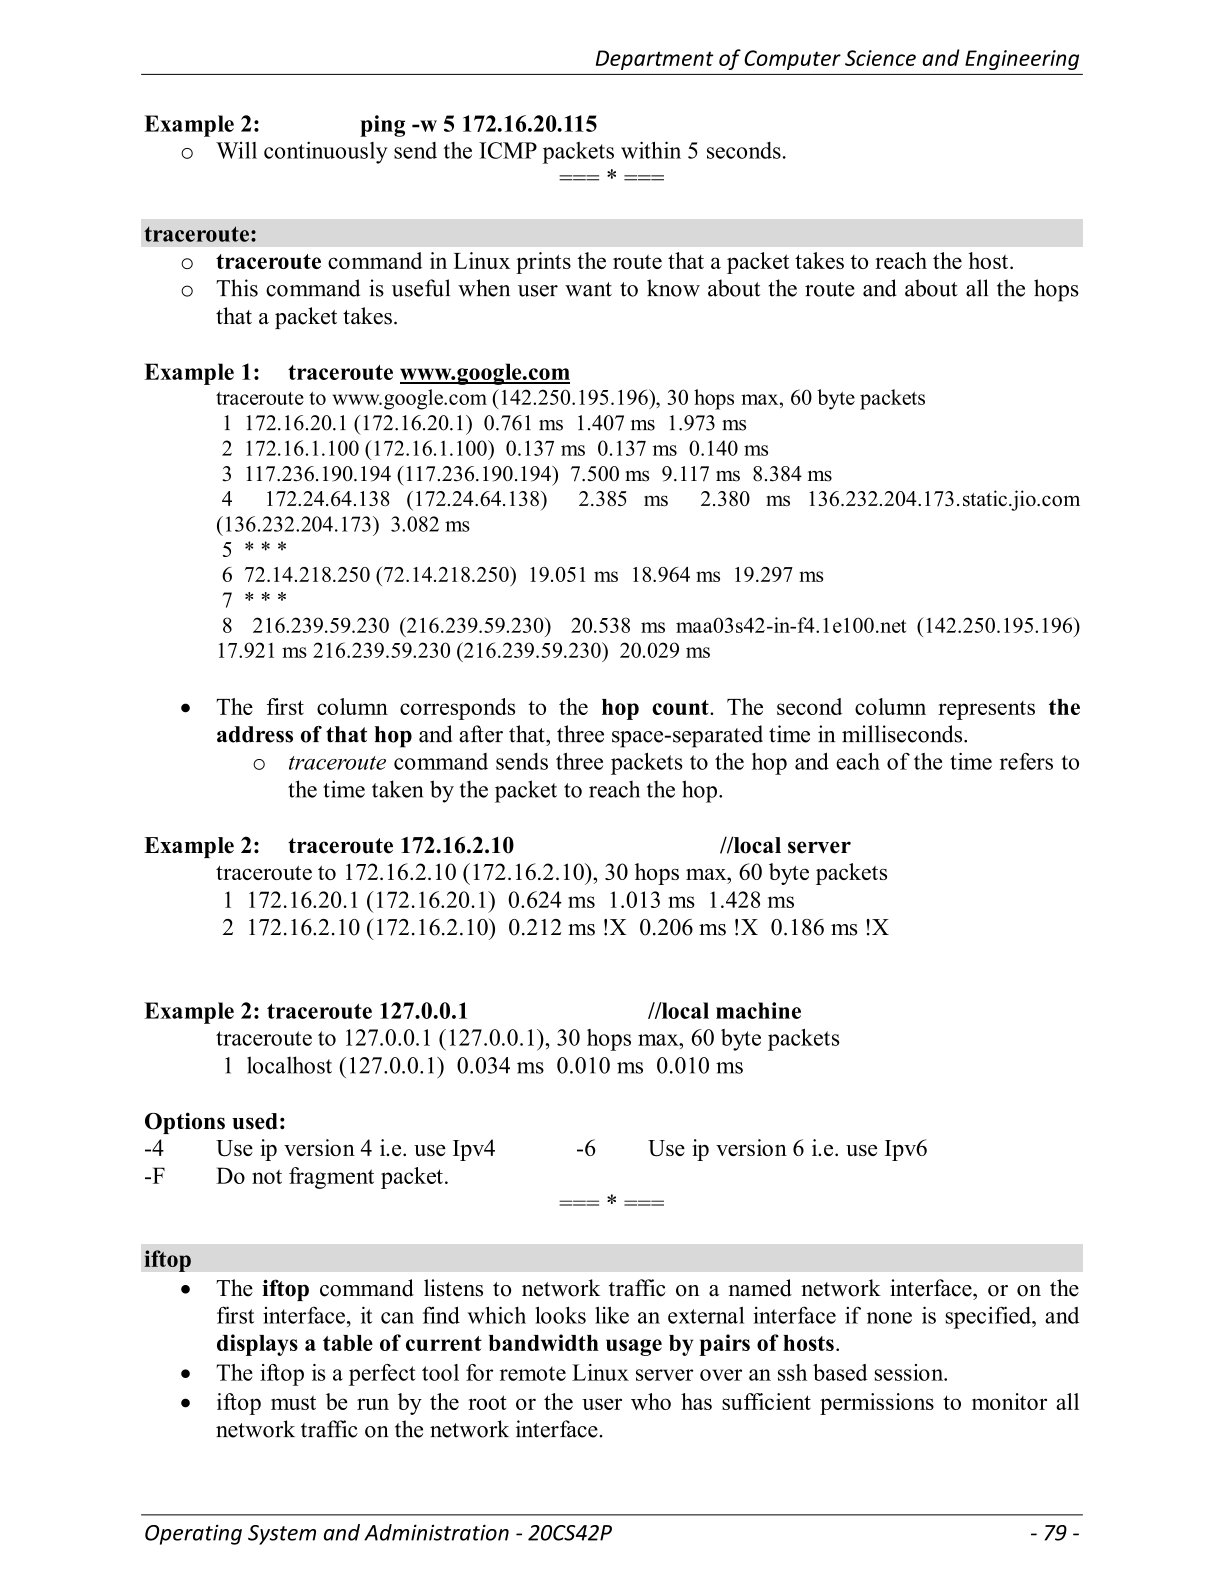 Department of Computer Science and Engineering
Example 2: ping -w 5 172.16.20.115
o Will continuously send the ICMP packets within 5 seconds.
=== * ===
traceroute:
o traceroute command in Linux prints the route that a packet takes to reach the host.
o This command is useful when user want to know about the route and about all the hops
that a packet takes.
Example 1: traceroute www.google.com
traceroute to www.google.com (142.250.195.196), 30 hops max, 60 byte packets
1 172.16.20.1 (172.16.20.1) 0.761 ms 1.407 ms 1.973 ms
2 172.16.1.100 (172.16.1.100) 0.137 ms 0.137 ms 0.140 ms
3 117.236.190.194 (117.236.190.194) 7.500 ms 9.117 ms 8.384 ms
4 172.24.64.138 (172.24.64.138) 2.385 ms 2.380 ms 136.232.204.173.static.jio.com
(136.232.204.173) 3.082 ms
5 * * *
6 72.14.218.250 (72.14.218.250) 19.051 ms 18.964 ms 19.297 ms
7 * * *
8 216.239.59.230 (216.239.59.230) 20.538 ms maa03s42-in-f4.1e100.net (142.250.195.196)
17.921 ms 216.239.59.230 (216.239.59.230) 20.029 ms
• The first column corresponds to the hop count. The second column represents the
address of that hop and after that, three space-separated time in milliseconds.
o traceroute command sends three packets to the hop and each of the time refers to
the time taken by the packet to reach the hop.
Example 2: traceroute 172.16.2.10 //local server
traceroute to 172.16.2.10 (172.16.2.10), 30 hops max, 60 byte packets
1 172.16.20.1 (172.16.20.1) 0.624 ms 1.013 ms 1.428 ms
2 172.16.2.10 (172.16.2.10) 0.212 ms !X 0.206 ms !X 0.186 ms !X
Example 2: traceroute 127.0.0.1 //local machine
traceroute to 127.0.0.1 (127.0.0.1), 30 hops max, 60 byte packets
1 localhost (127.0.0.1) 0.034 ms 0.010 ms 0.010 ms
Options used:
-4 Use ip version 4 i.e. use Ipv4 -6 Use ip version 6 i.e. use Ipv6
-F Do not fragment packet.
=== * ===
iftop
• The iftop command listens to network traffic on a named network interface, or on the
first interface, it can find which looks like an external interface if none is specified, and
displays a table of current bandwidth usage by pairs of hosts.
• The iftop is a perfect tool for remote Linux server over an ssh based session.
• iftop must be run by the root or the user who has sufficient permissions to monitor all
network traffic on the network interface.
Operating System and Administration - 20CS42P - 79 -